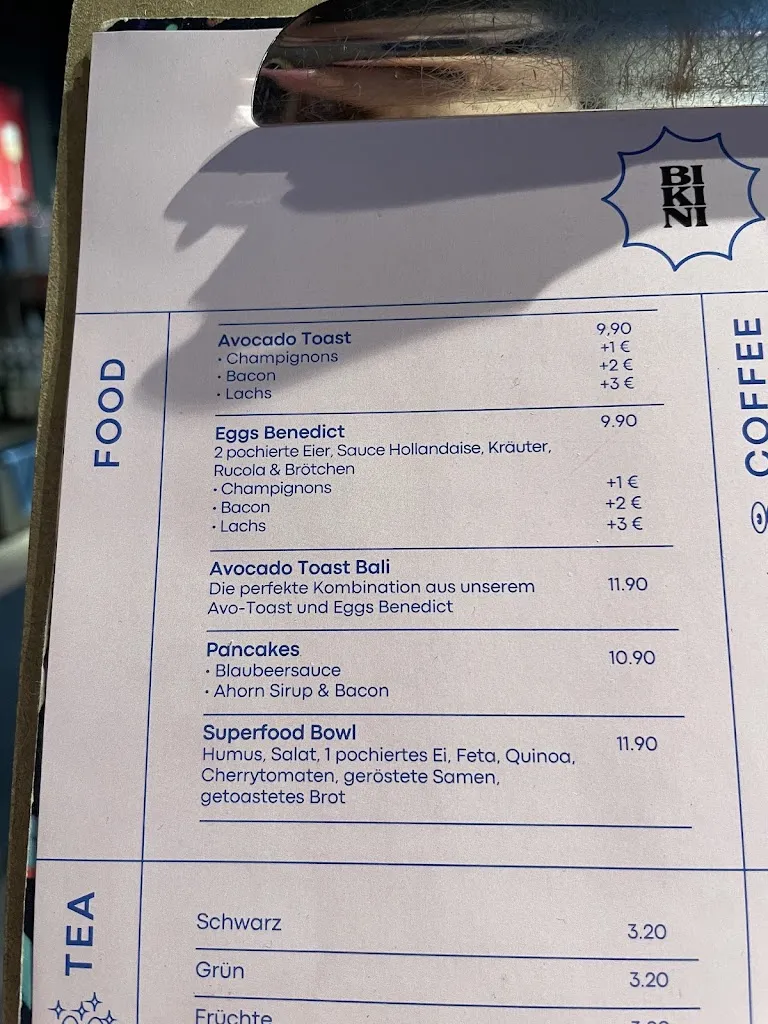 BI
KI
NI
FOOD
Avocado Toast 9,90
· Champignons +1 €
· Bacon +2 €
· Lachs +3 €
Eggs Benedict 9.90
2 pochierte Eier, Sauce Hollandaise, Kräuter,
Rucola & Brötchen
· Champignons +1 €
· Bacon +2 €
· Lachs +3 €
Avocado Toast Bali
Die perfekte Kombination aus unserem 11.90
Avo-Toast und Eggs Benedict
Pancakes 10.90
· Blaubeersauce
· Ahorn Sirup & Bacon
Superfood Bowl 11.90
Humus, Salat, 1 pochiertes Ei, Feta, Quinoa,
Cherrytomaten, geröstete Samen,
getoastetes Brot
COFFEE
TEA
Schwarz 3.20
Grün 3.20
Früchte